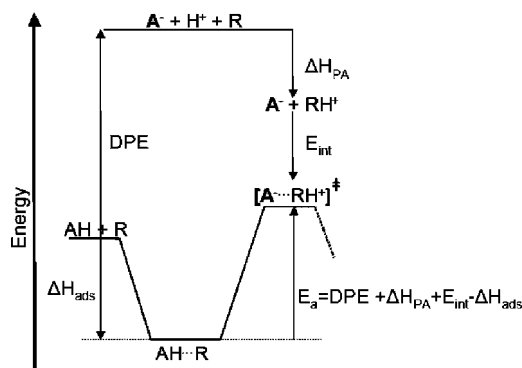 A⁻ + H⁺ + R
ΔH_PA
A⁻ + RH⁺
DPE
E_int
[A⁻···RH⁺]‡
Energy
AH + R
ΔH_ads
E_a=DPE +ΔH_PA+E_int-ΔH_ads
AH···R